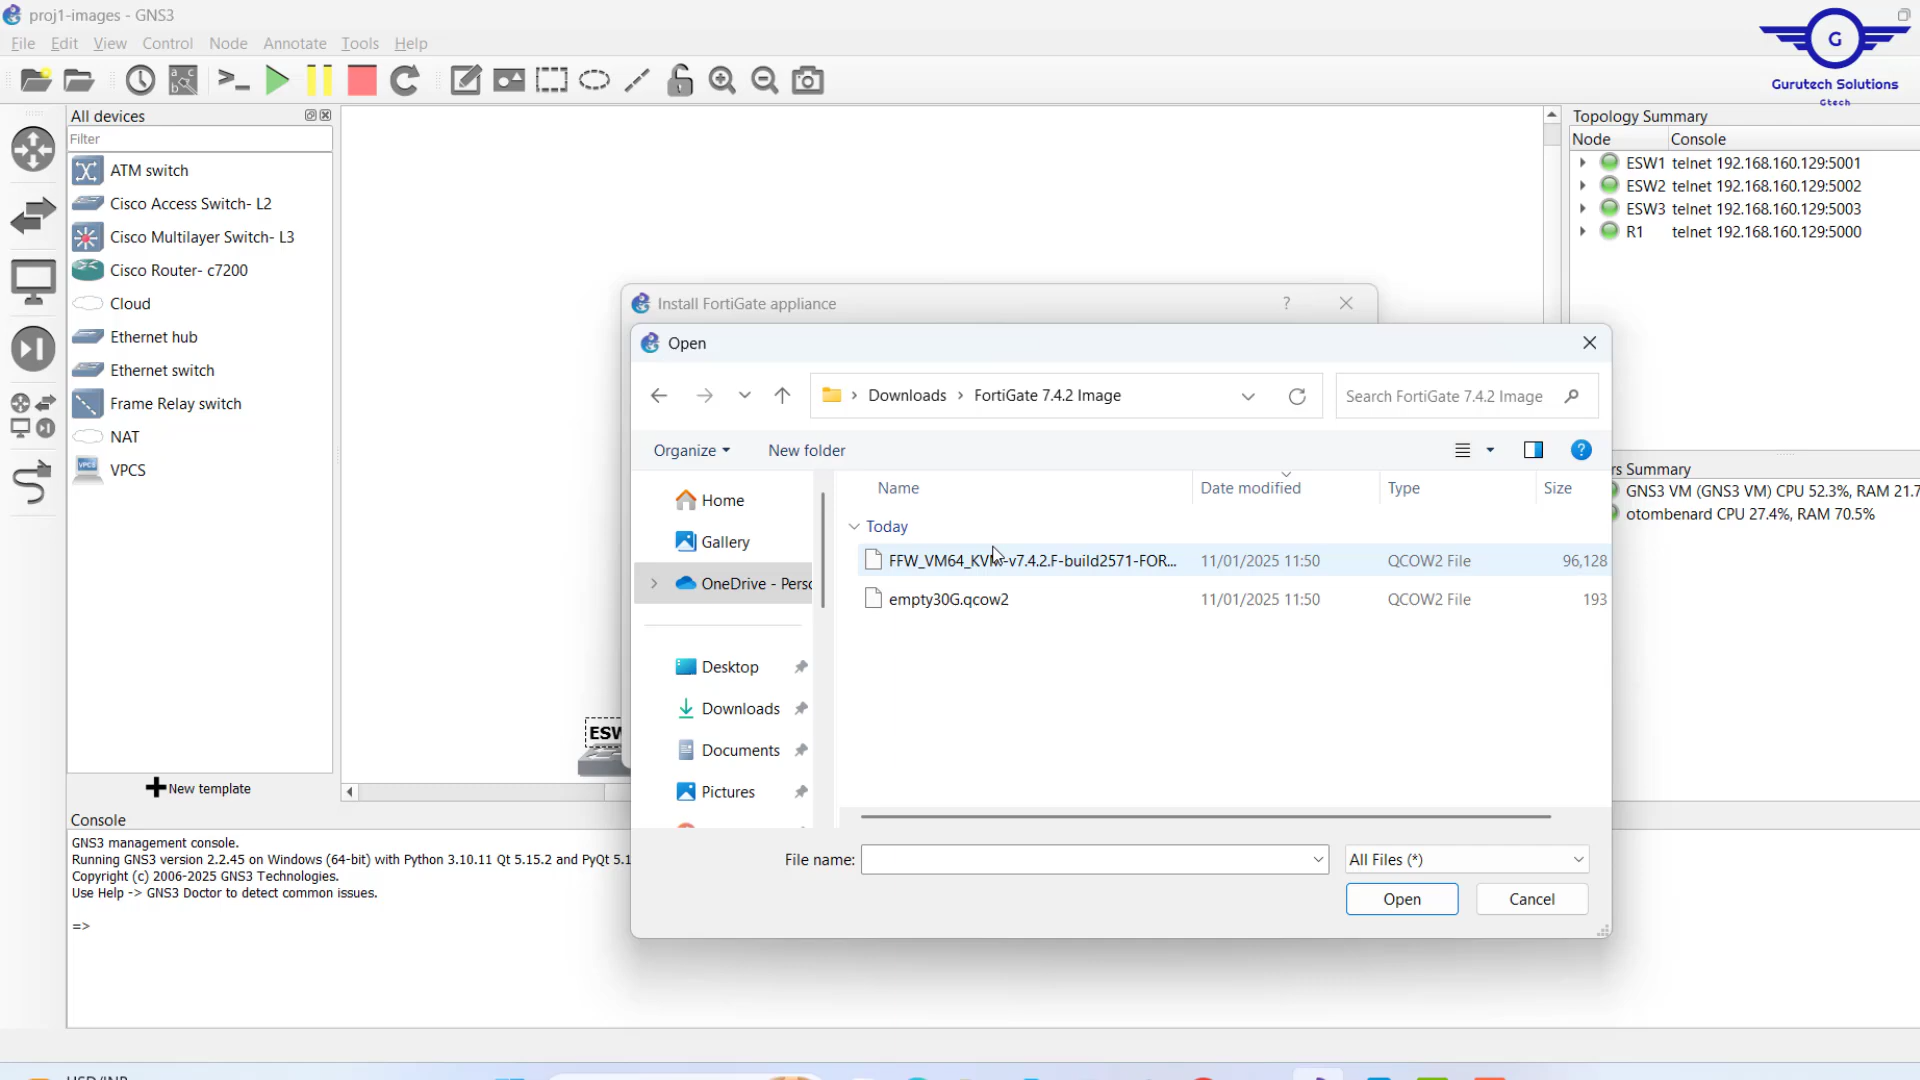 proj1-images - GNS3
File Edit View Control Node Annotate Tools Help
G
Gurutech Solutions
Gtech
All devices
Filter
ATM switch
Cisco Access Switch- L2
Cisco Multilayer Switch- L3
Cisco Router- c7200
Cloud
Ethernet hub
Ethernet switch
Frame Relay switch
NAT
VPCS
New template
Topology Summary
Node Console
ESW1 telnet 192.168.160.129:5001
ESW2 telnet 192.168.160.129:5002
ESW3 telnet 192.168.160.129:5003
R1 telnet 192.168.160.129:5000
rs Summary
GNS3 VM (GNS3 VM) CPU 52.3%, RAM 21.7
otombenard CPU 27.4%, RAM 70.5%
Install FortiGate appliance
?
Open
Downloads > FortiGate 7.4.2 Image
Search FortiGate 7.4.2 Image
Organize New folder
?
Home
Gallery
OneDrive - Perso
Desktop
Downloads
Documents
Pictures
Name Date modified Type Size
Today
FFW_VM64_KVM-v7.4.2.F-build2571-FOR... 11/01/2025 11:50 QCOW2 File 96,128
empty30G.qcow2 11/01/2025 11:50 QCOW2 File 193
File name:
All Files (*)
Open Cancel
ESW
Console
GNS3 management console.
Running GNS3 version 2.2.45 on Windows (64-bit) with Python 3.10.11 Qt 5.15.2 and PyQt 5.1
Copyright (c) 2006-2025 GNS3 Technologies.
Use Help -> GNS3 Doctor to detect common issues.
=>
USD/INR